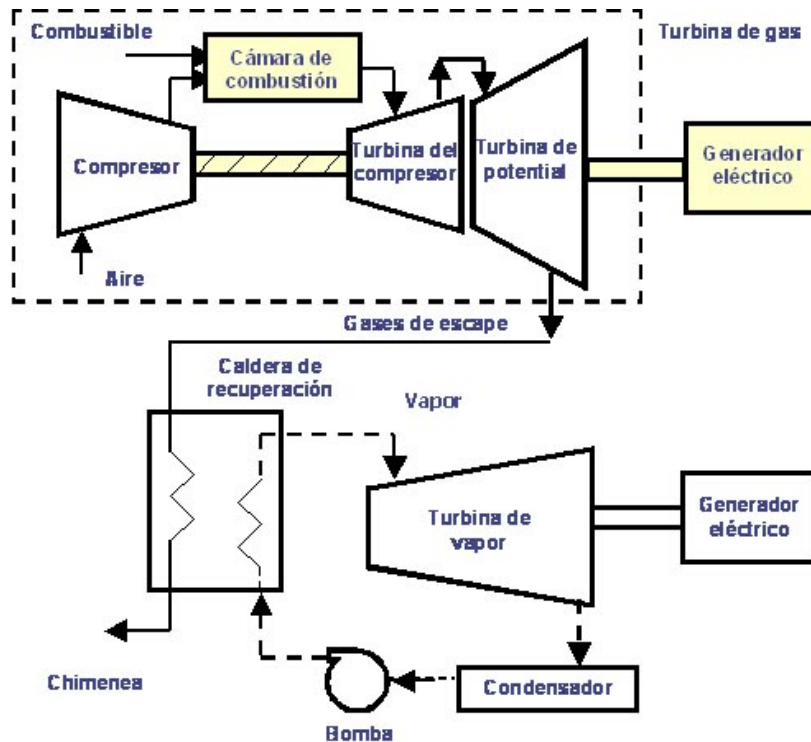 Combustible
Turbina de gas
Cámara de
combustión
Compresor
Turbina del
compresor
Turbina de
potential
Generador
eléctrico
Aire
Gases de escape
Caldera de
recuperación
Vapor
Turbina de
vapor
Generador
eléctrico
Chimenea
Condensador
Bomba